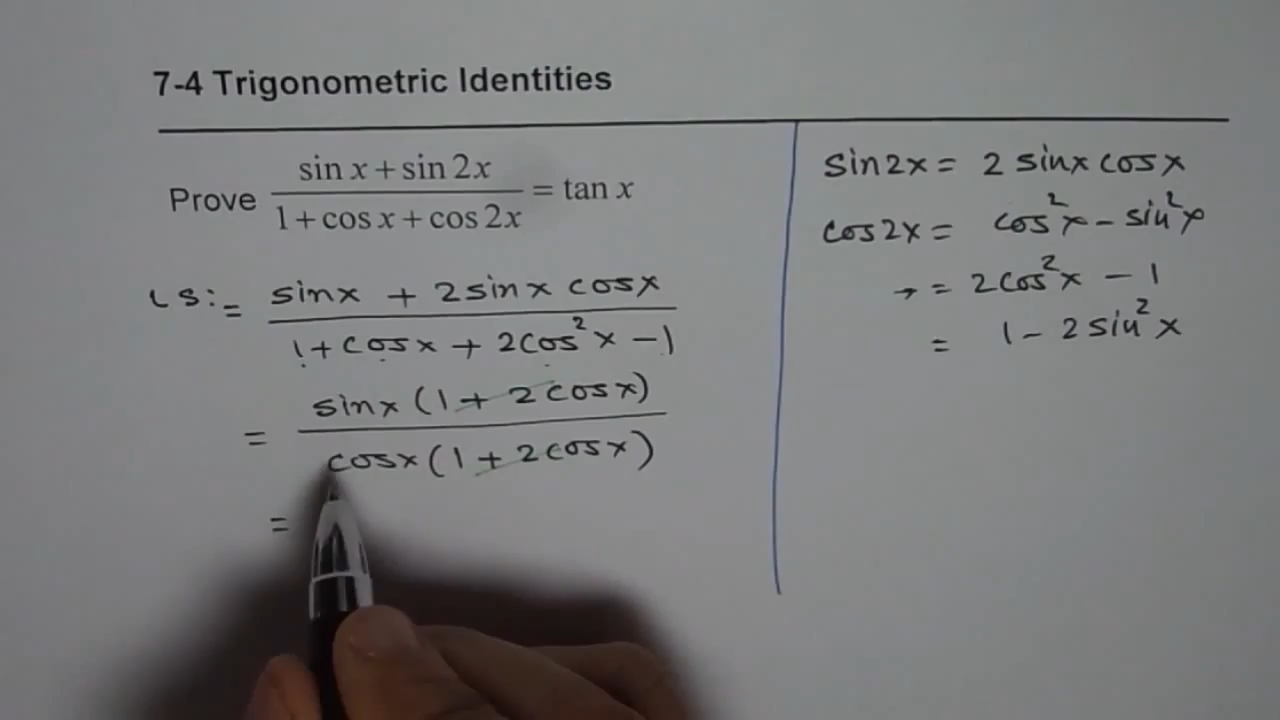 7-4 Trigonometric Identities
Prove (sin x + sin 2x)/(1 + cos x + cos 2x) = tan x
LS:= (sinx + 2sinx cosx)/(1 + cosx + 2cos²x - 1)
= (sinx (1 + 2cosx))/(cosx (1 + 2cosx))
=
sin2x = 2 sinx cosx
cos2x = cos²x - sin²x
→ = 2cos²x - 1
= 1 - 2sin²x